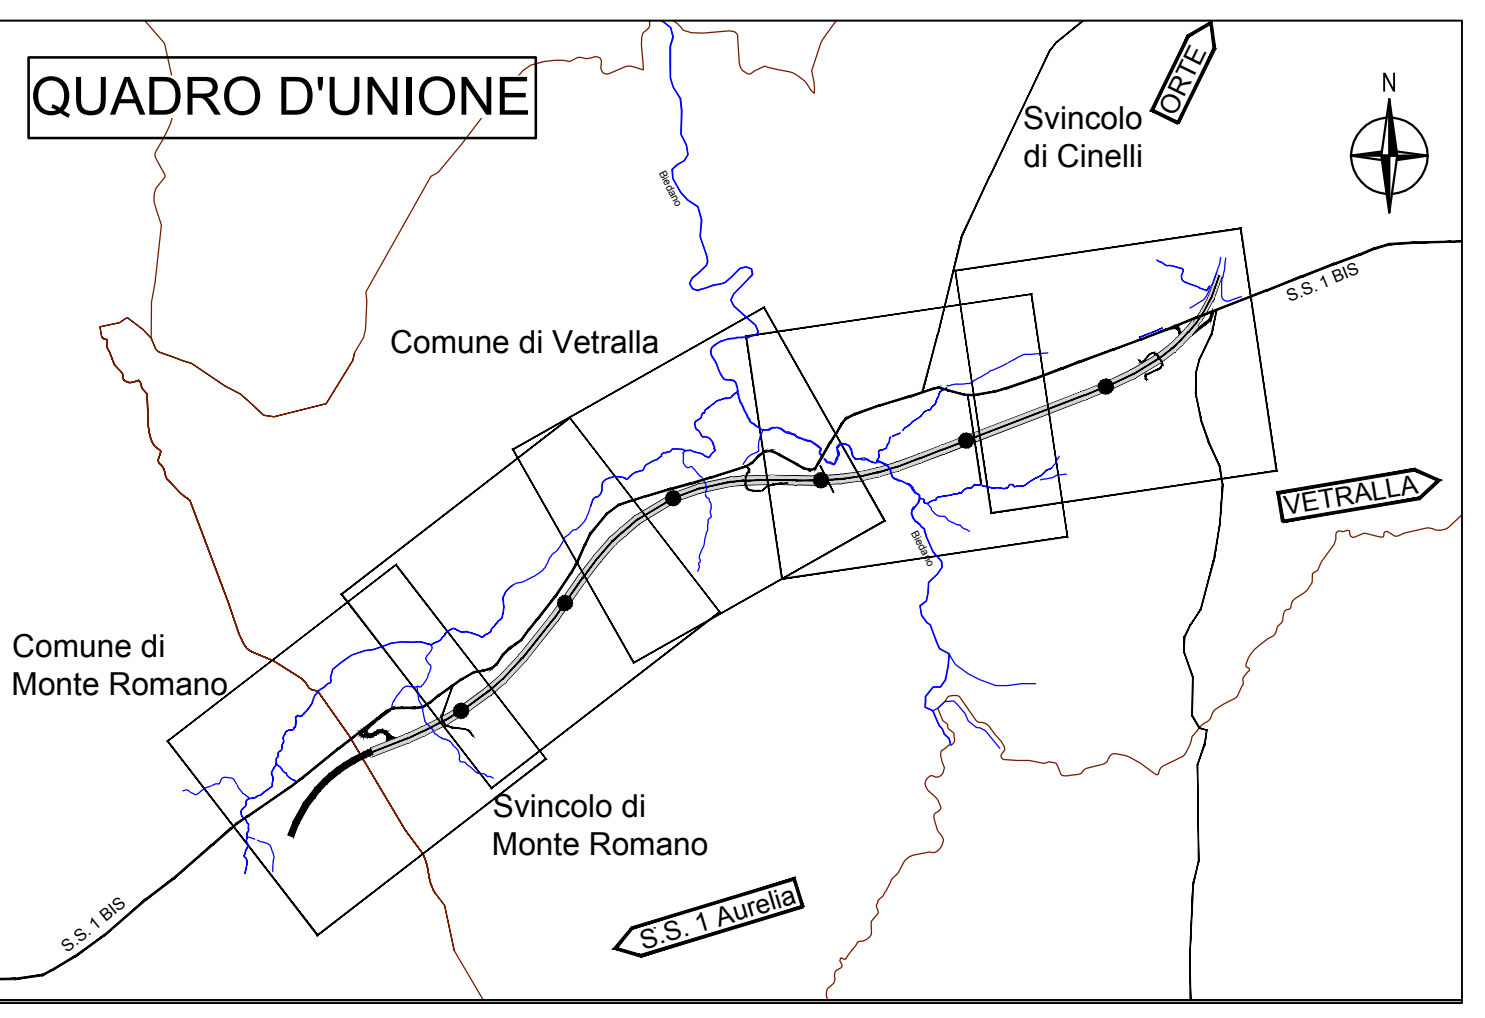 QUADRO D'UNIONE
ORTE
N
Svincolo
di Cinelli
Biedano
S.S. 1 BIS
Comune di Vetralla
VETRALLA
Biedano
Comune di
Monte Romano
Svincolo di
Monte Romano
S.S. 1 Aurelia
S.S. 1 BIS